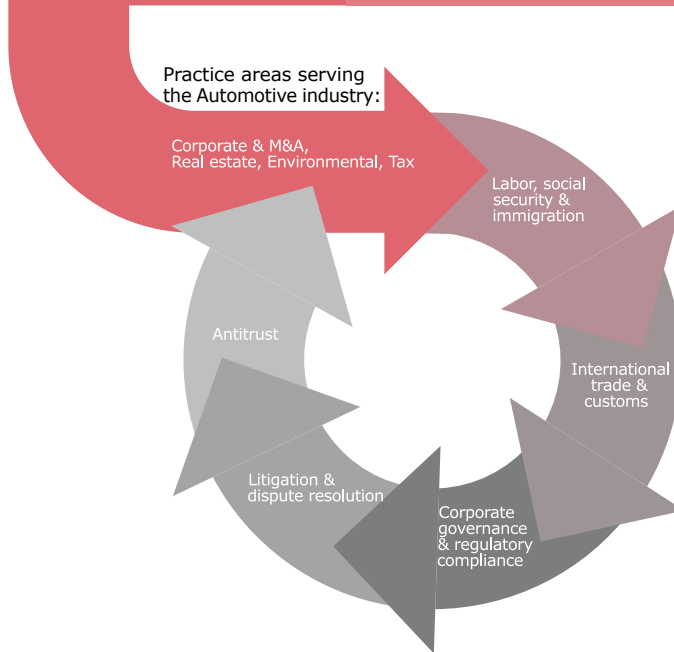 Practice areas serving
the Automotive industry:
Corporate & M&A,
Real estate, Environmental, Tax
Labor, social
security &
immigration
International
trade &
customs
Corporate
governance
& regulatory
compliance
Litigation &
dispute resolution
Antitrust